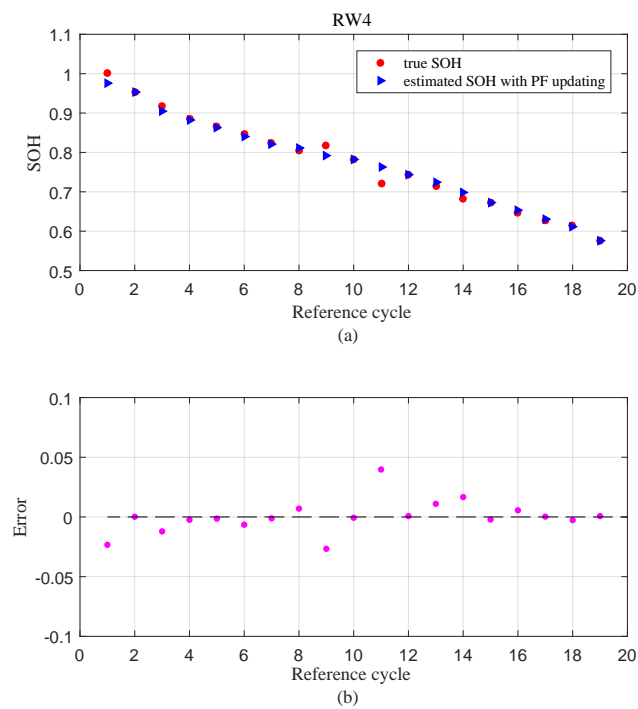 RW4
1.1
1
0.9
0.8
0.7
0.6
0.5
SOH
true SOH
estimated SOH with PF updating
0 2 4 6 8 10 12 14 16 18 20
Reference cycle
(a)
0.1
0.05
0
-0.05
-0.1
Error
0 2 4 6 8 10 12 14 16 18 20
Reference cycle
(b)